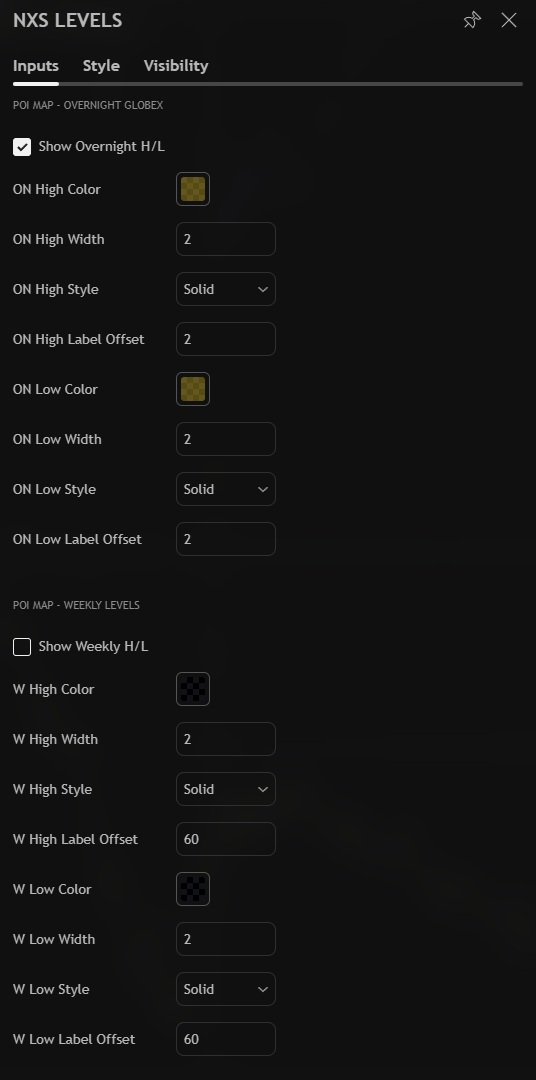 NXS LEVELS
Inputs Style Visibility
POI MAP - OVERNIGHT GLOBEX
Show Overnight H/L
ON High Color
ON High Width 2
ON High Style Solid
ON High Label Offset 2
ON Low Color
ON Low Width 2
ON Low Style Solid
ON Low Label Offset 2
POI MAP - WEEKLY LEVELS
Show Weekly H/L
W High Color
W High Width 2
W High Style Solid
W High Label Offset 60
W Low Color
W Low Width 2
W Low Style Solid
W Low Label Offset 60